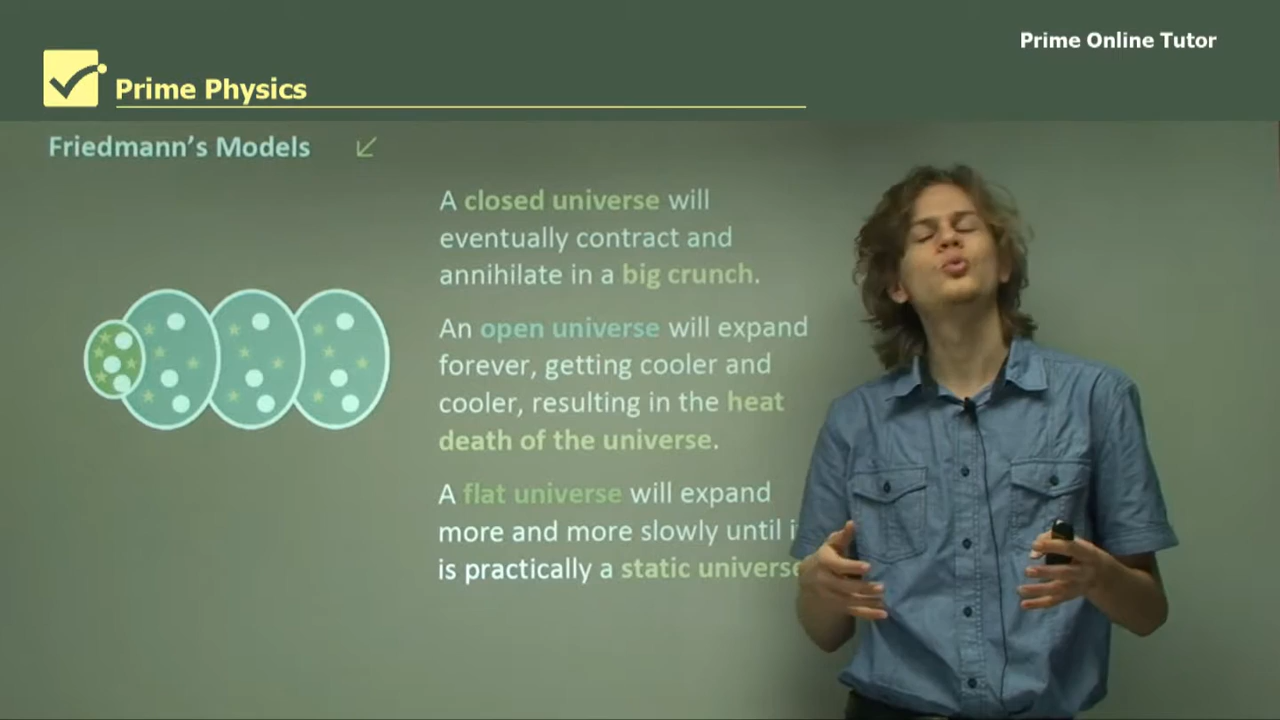 Prime Online Tutor
Prime Physics
Friedmann's Models
A closed universe will
eventually contract and
annihilate in a big crunch.
An open universe will expand
forever, getting cooler and
cooler, resulting in the heat
death of the universe.
A flat universe will expand
more and more slowly until i
is practically a static universe